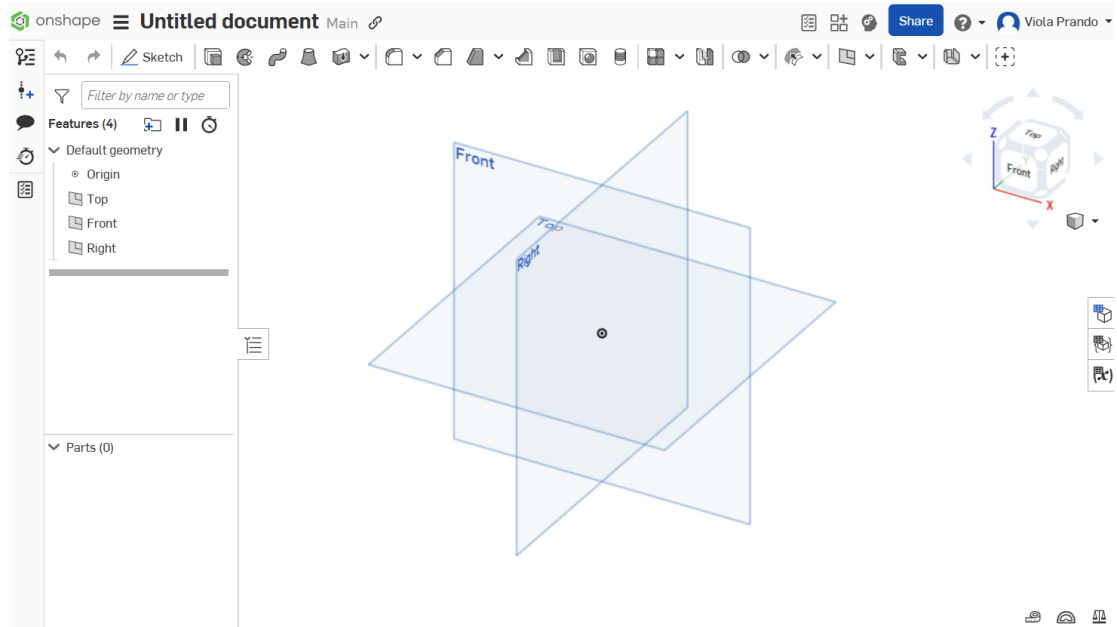 onshape Untitled document Main Share Viola Prando
Sketch
Filter by name or type
Features (4)
Default geometry
Origin
Top
Front
Right
Parts (0)
Front
Top
Right
Z
Top
Y
Front
Right
X